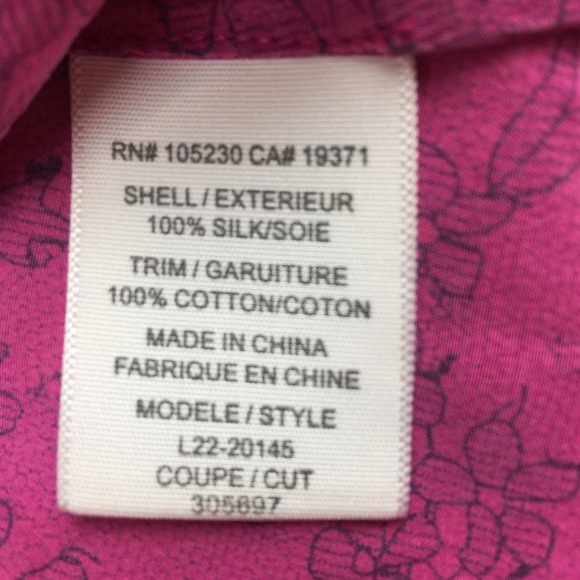 RN# 105230 CA# 19371
SHELL / EXTERIEUR
100% SILK/SOIE
TRIM / GARUITURE
100% COTTON/COTON
MADE IN CHINA
FABRIQUE EN CHINE
MODELE / STYLE
L22-20145
COUPE / CUT
305697